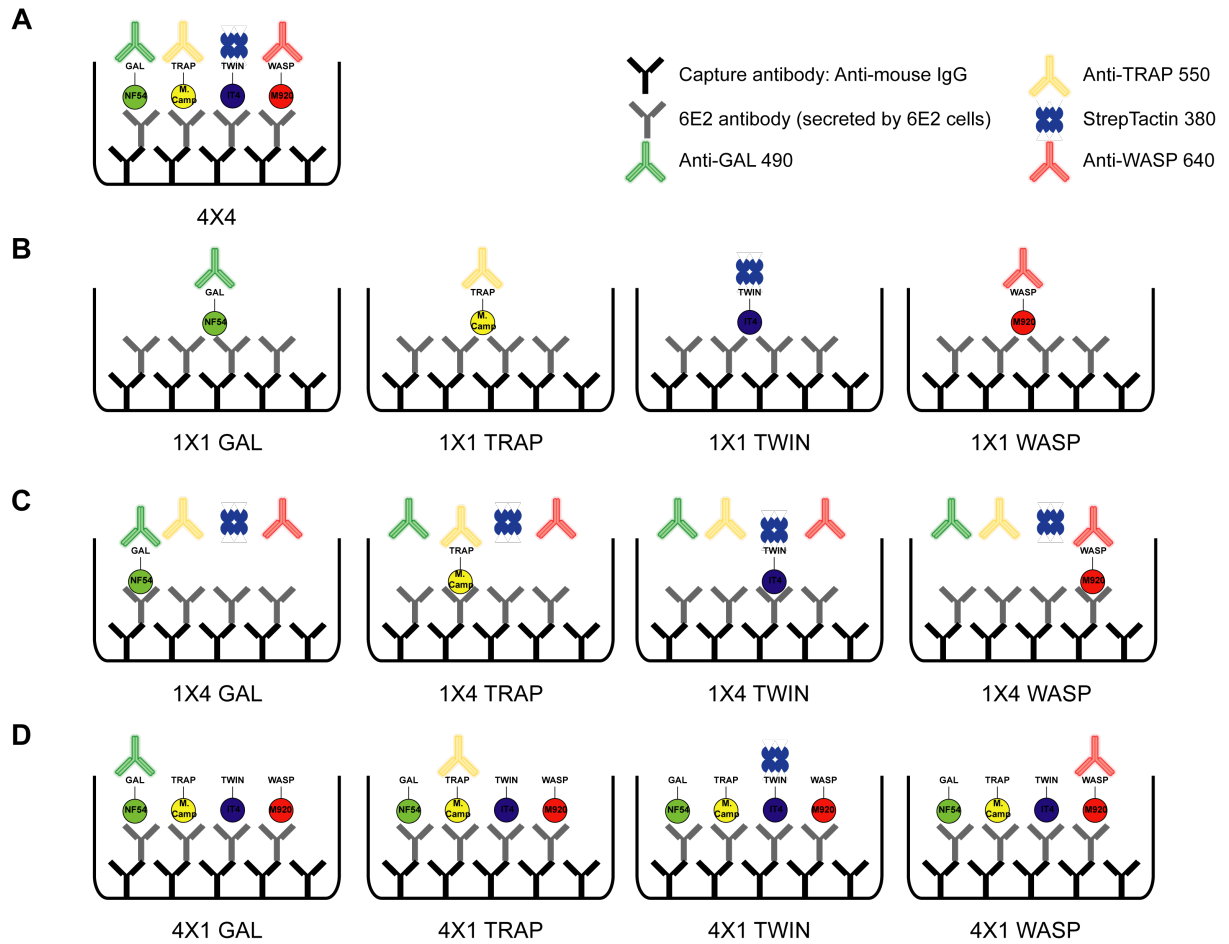 A
GAL TRAP TWIN WASP
NF54 M. Camp IT4 M920
4X4
Capture antibody: Anti-mouse IgG
6E2 antibody (secreted by 6E2 cells)
Anti-GAL 490
Anti-TRAP 550
StrepTactin 380
Anti-WASP 640
B
GAL TRAP TWIN WASP
NF54 M. Camp IT4 M920
1X1 GAL 1X1 TRAP 1X1 TWIN 1X1 WASP
C
GAL TRAP TWIN WASP
NF54 M. Camp IT4 M920
1X4 GAL 1X4 TRAP 1X4 TWIN 1X4 WASP
D
GAL TRAP TWIN WASP GAL TRAP TWIN WASP GAL TRAP TWIN WASP GAL TRAP TWIN WASP
NF54 M. Camp IT4 M920 NF54 M. Camp IT4 M920 NF54 M. Camp IT4 M920 NF54 M. Camp IT4 M920
4X1 GAL 4X1 TRAP 4X1 TWIN 4X1 WASP